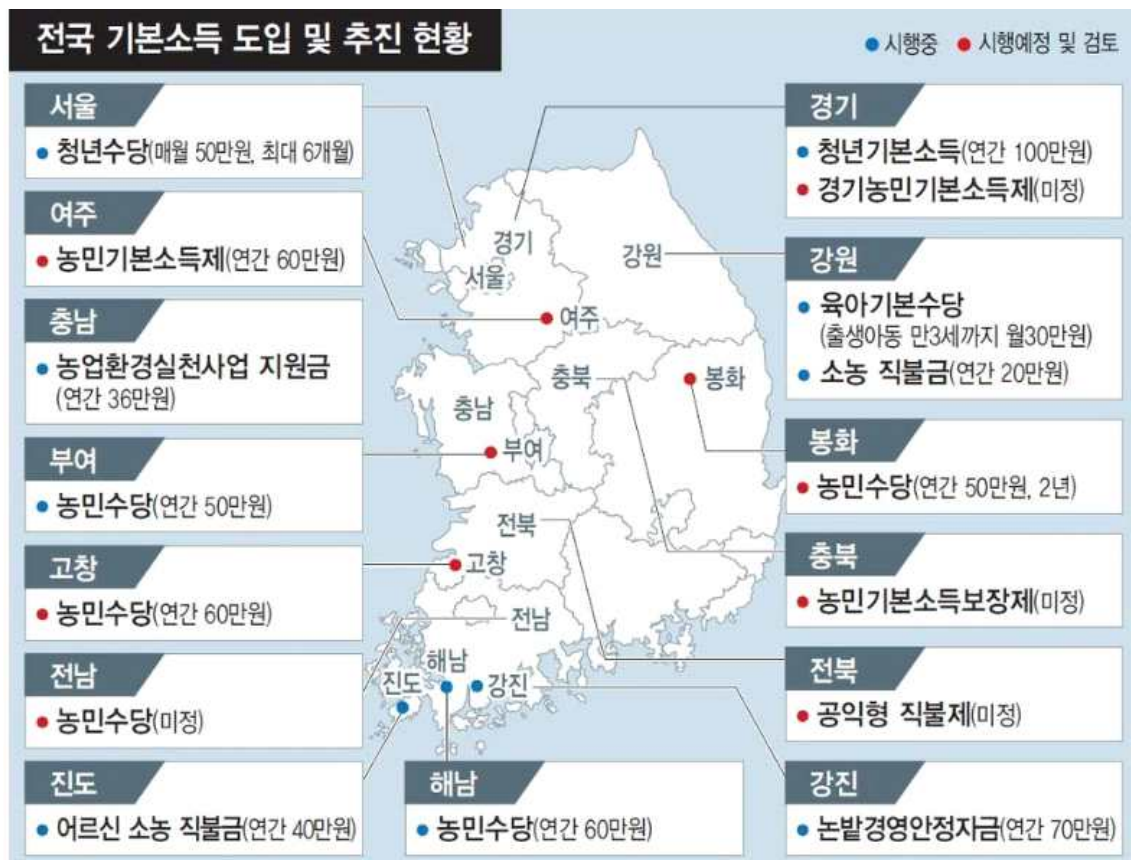 전국 기본소득 도입 및 추진 현황
● 시행중 ● 시행예정 및 검토
서울
● 청년수당(매월 50만원, 최대 6개월)
여주
● 농민기본소득제(연간 60만원)
충남
● 농업환경실천사업 지원금
(연간 36만원)
부여
● 농민수당(연간 50만원)
고창
● 농민수당(연간 60만원)
전남
● 농민수당(미정)
진도
● 어르신 소농 직불금(연간 40만원)
해남
● 농민수당(연간 60만원)
경기
● 청년기본소득(연간 100만원)
● 경기농민기본소득제(미정)
강원
● 육아기본수당
(출생아동 만3세까지 월30만원)
● 소농 직불금(연간 20만원)
봉화
● 농민수당(연간 50만원, 2년)
충북
● 농민기본소득보장제(미정)
전북
● 공익형 직불제(미정)
강진
● 논밭경영안정자금(연간 70만원)
경기
강원
서울
여주
충북
봉화
충남
부여
전북
고창
전남
해남
진도
강진